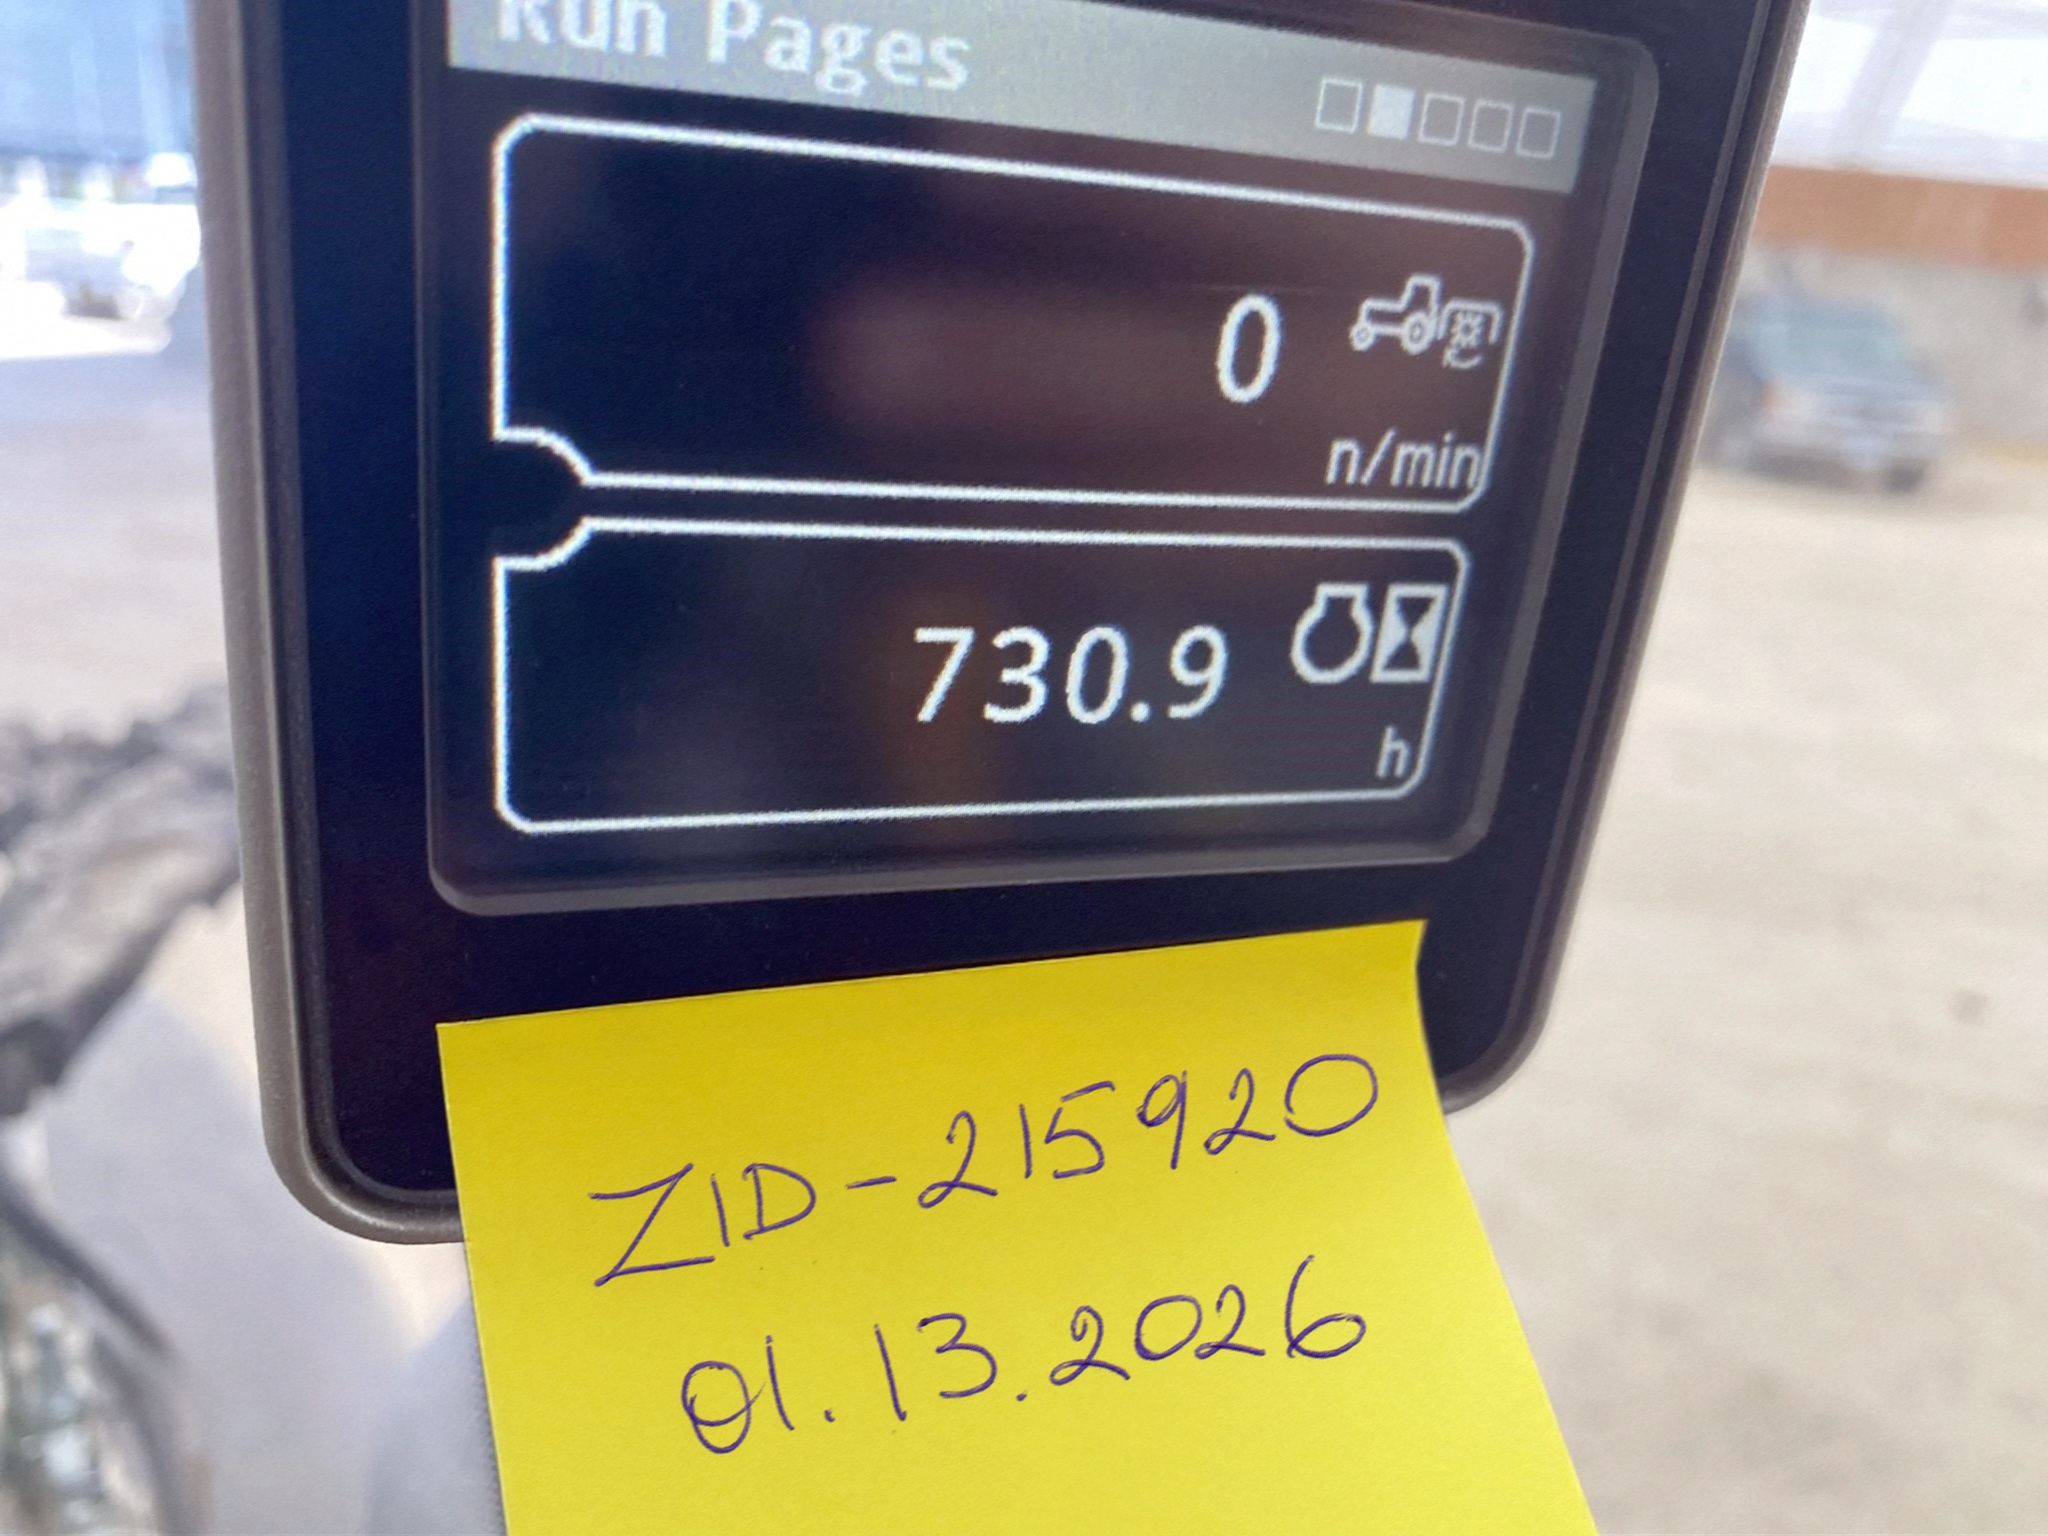 Run Pages
0
n/min
730.9
h
ZID-215920
01.13.2026